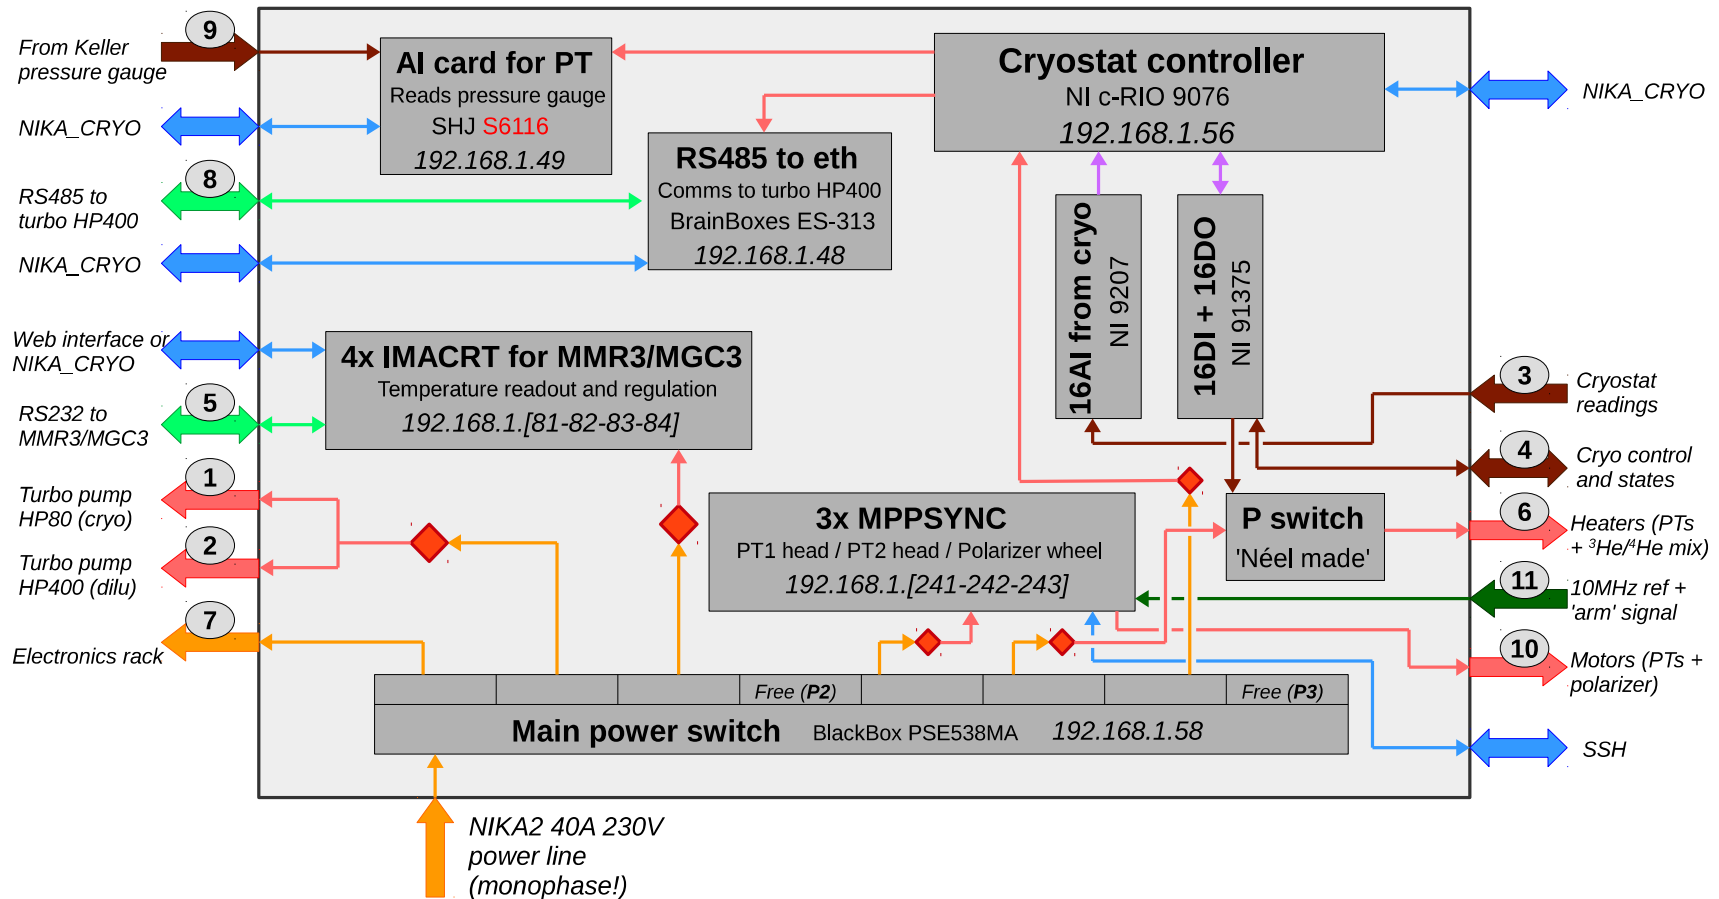 9
From Keller
pressure gauge
NIKA_CRYO
8
RS485 to
turbo HP400
NIKA_CRYO
Web interface or
NIKA_CRYO
5
RS232 to
MMR3/MGC3
1
Turbo pump
HP80 (cryo)
2
Turbo pump
HP400 (dilu)
7
Electronics rack
AI card for PT
Reads pressure gauge
SHJ S6116
192.168.1.49
RS485 to eth
Comms to turbo HP400
BrainBoxes ES-313
192.168.1.48
Cryostat controller
NI c-RIO 9076
192.168.1.56
16AI from cryo
NI 9207
16DI + 16DO
NI 91375
4x IMACRT for MMR3/MGC3
Temperature readout and regulation
192.168.1.[81-82-83-84]
3x MPPSYNC
PT1 head / PT2 head / Polarizer wheel
192.168.1.[241-242-243]
P switch
'Néel made'
Free (P2)
Free (P3)
Main power switch BlackBox PSE538MA 192.168.1.58
NIKA2 40A 230V
power line
(monophase!)
NIKA_CRYO
3
Cryostat
readings
4
Cryo control
and states
6
Heaters (PTs
+ ³He/⁴He mix)
11
10MHz ref +
'arm' signal
10
Motors (PTs +
polarizer)
SSH